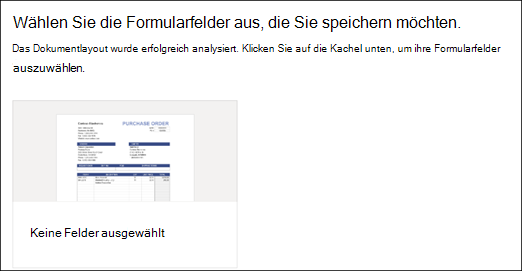 Wählen Sie die Formularfelder aus, die Sie speichern möchten.
Das Dokumentlayout wurde erfolgreich analysiert. Klicken Sie auf die Kachel unten, um ihre Formularfelder
auszuwählen.
PURCHASE ORDER
Keine Felder ausgewählt